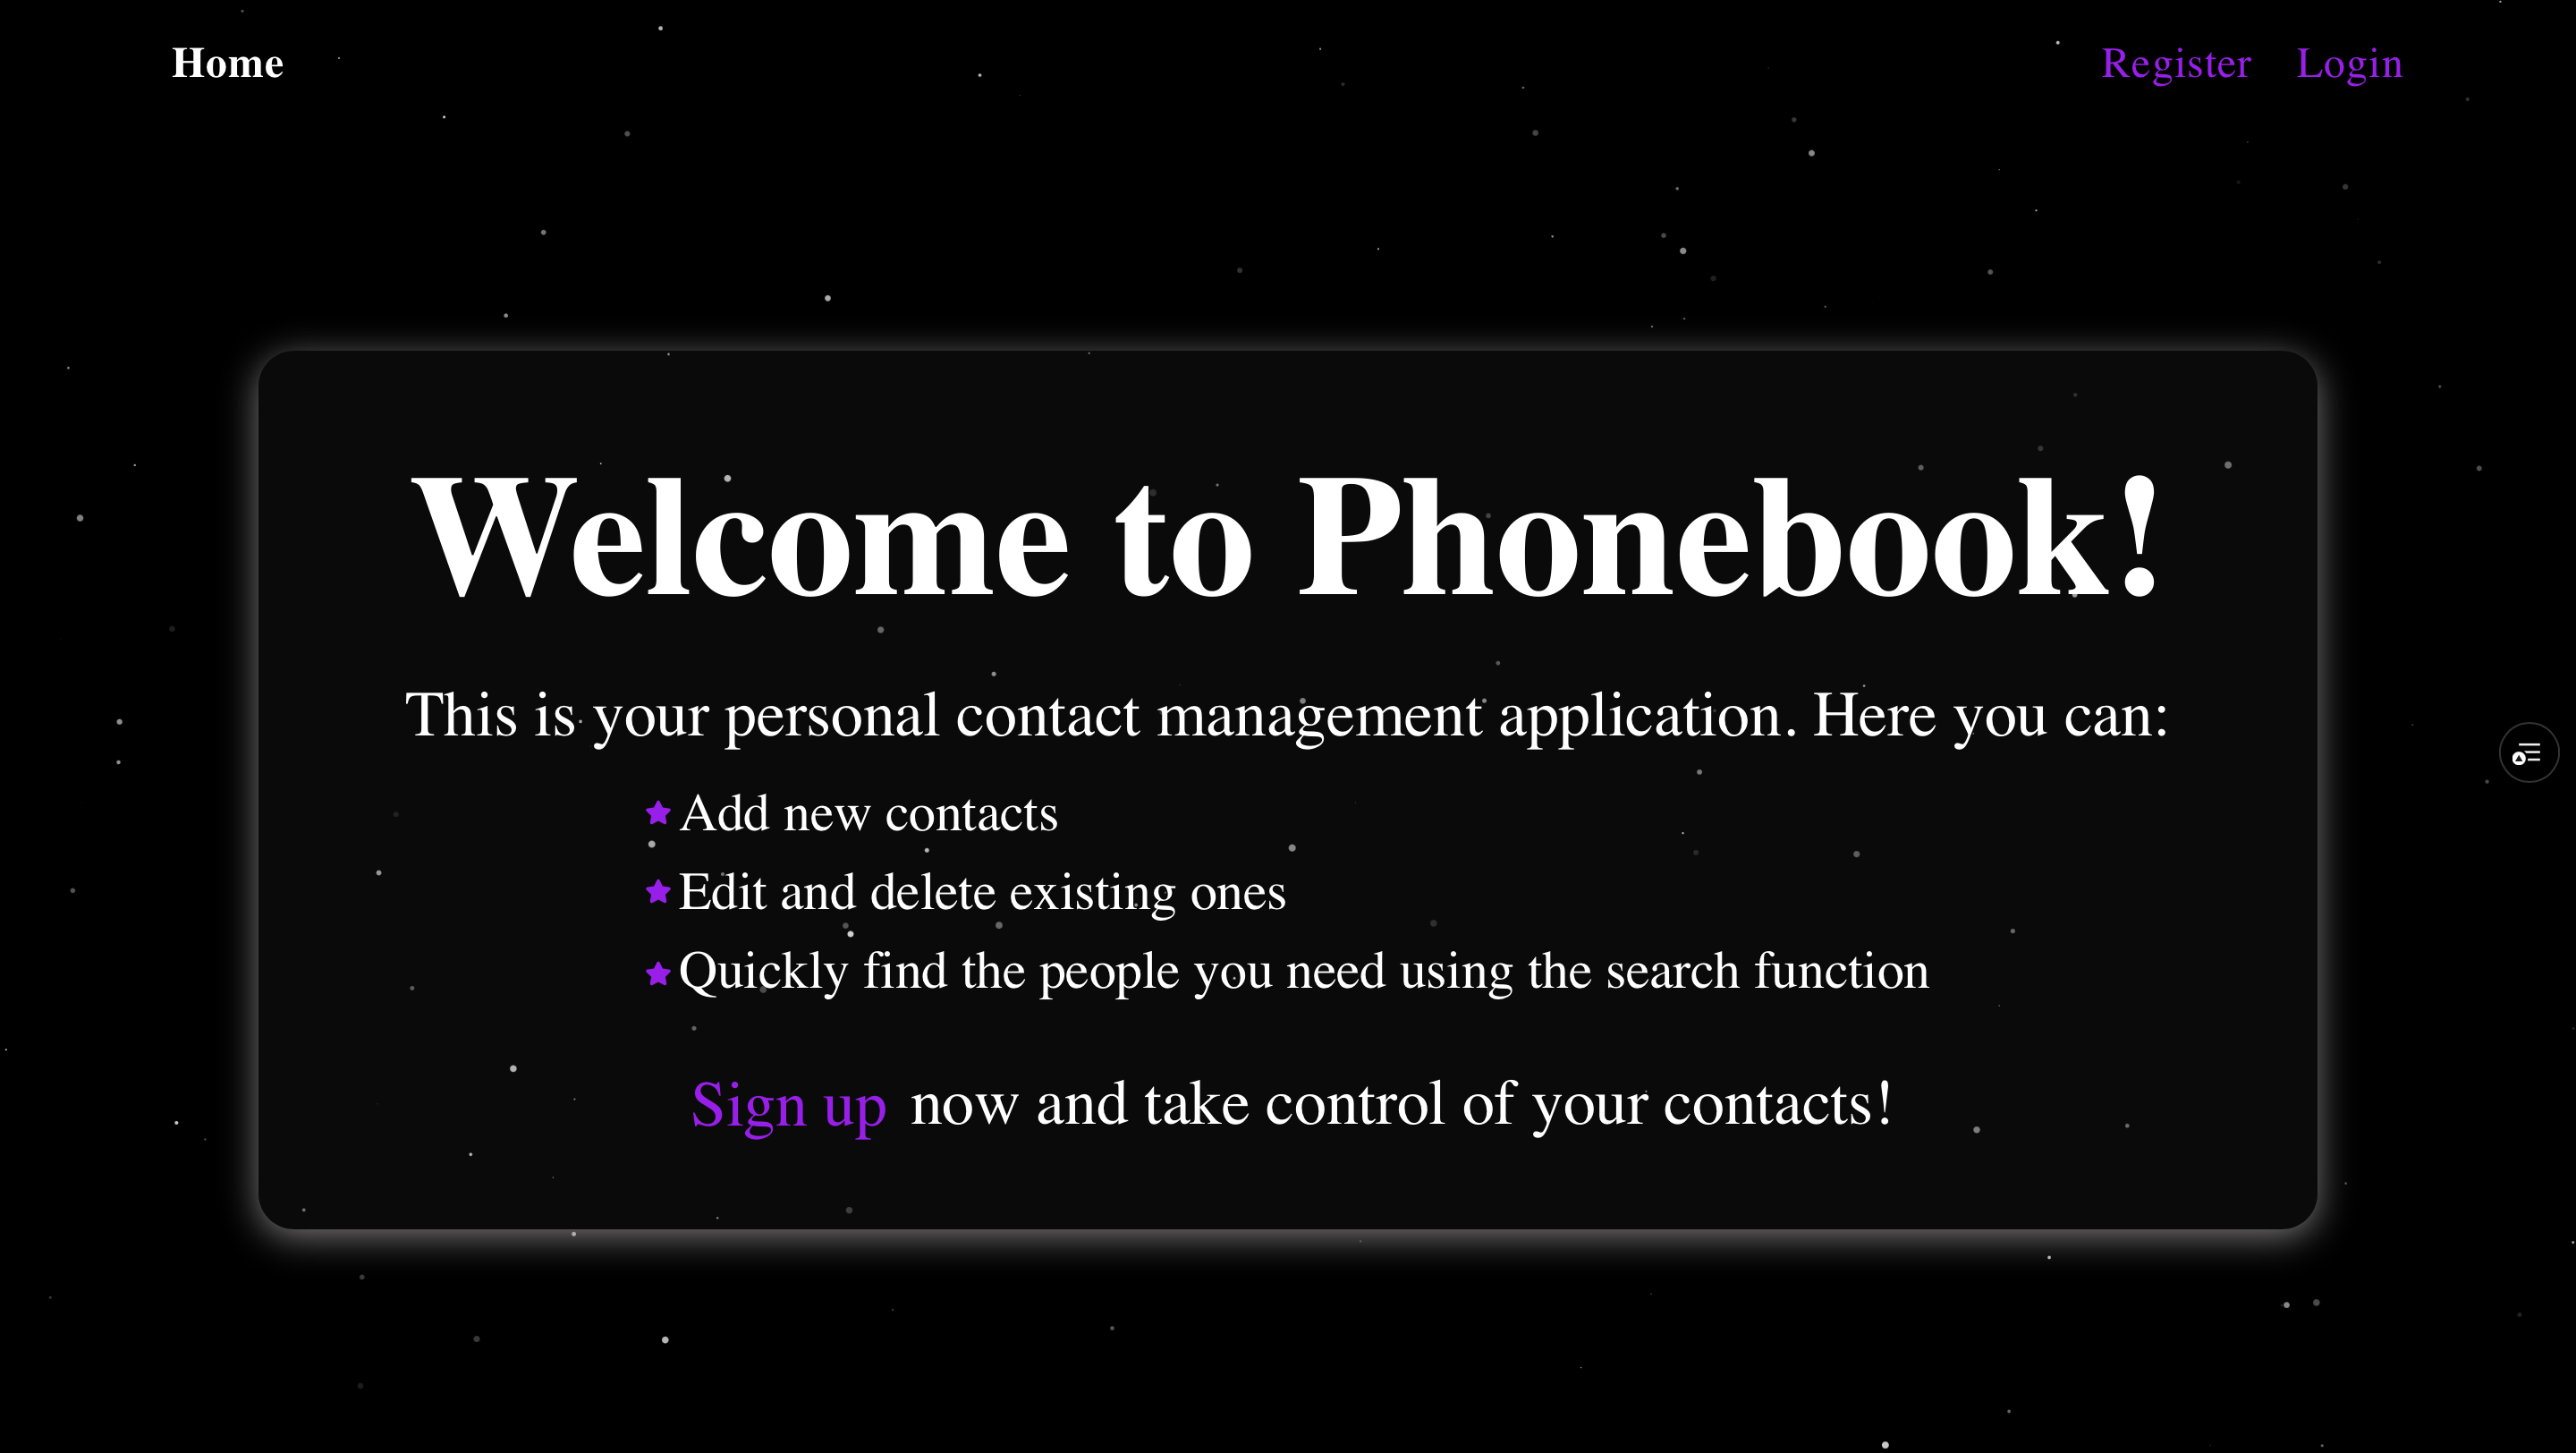 Home
Register Login
Welcome to Phonebook!
This is your personal contact management application. Here you can:
Add new contacts
Edit and delete existing ones
Quickly find the people you need using the search function
Sign up now and take control of your contacts!